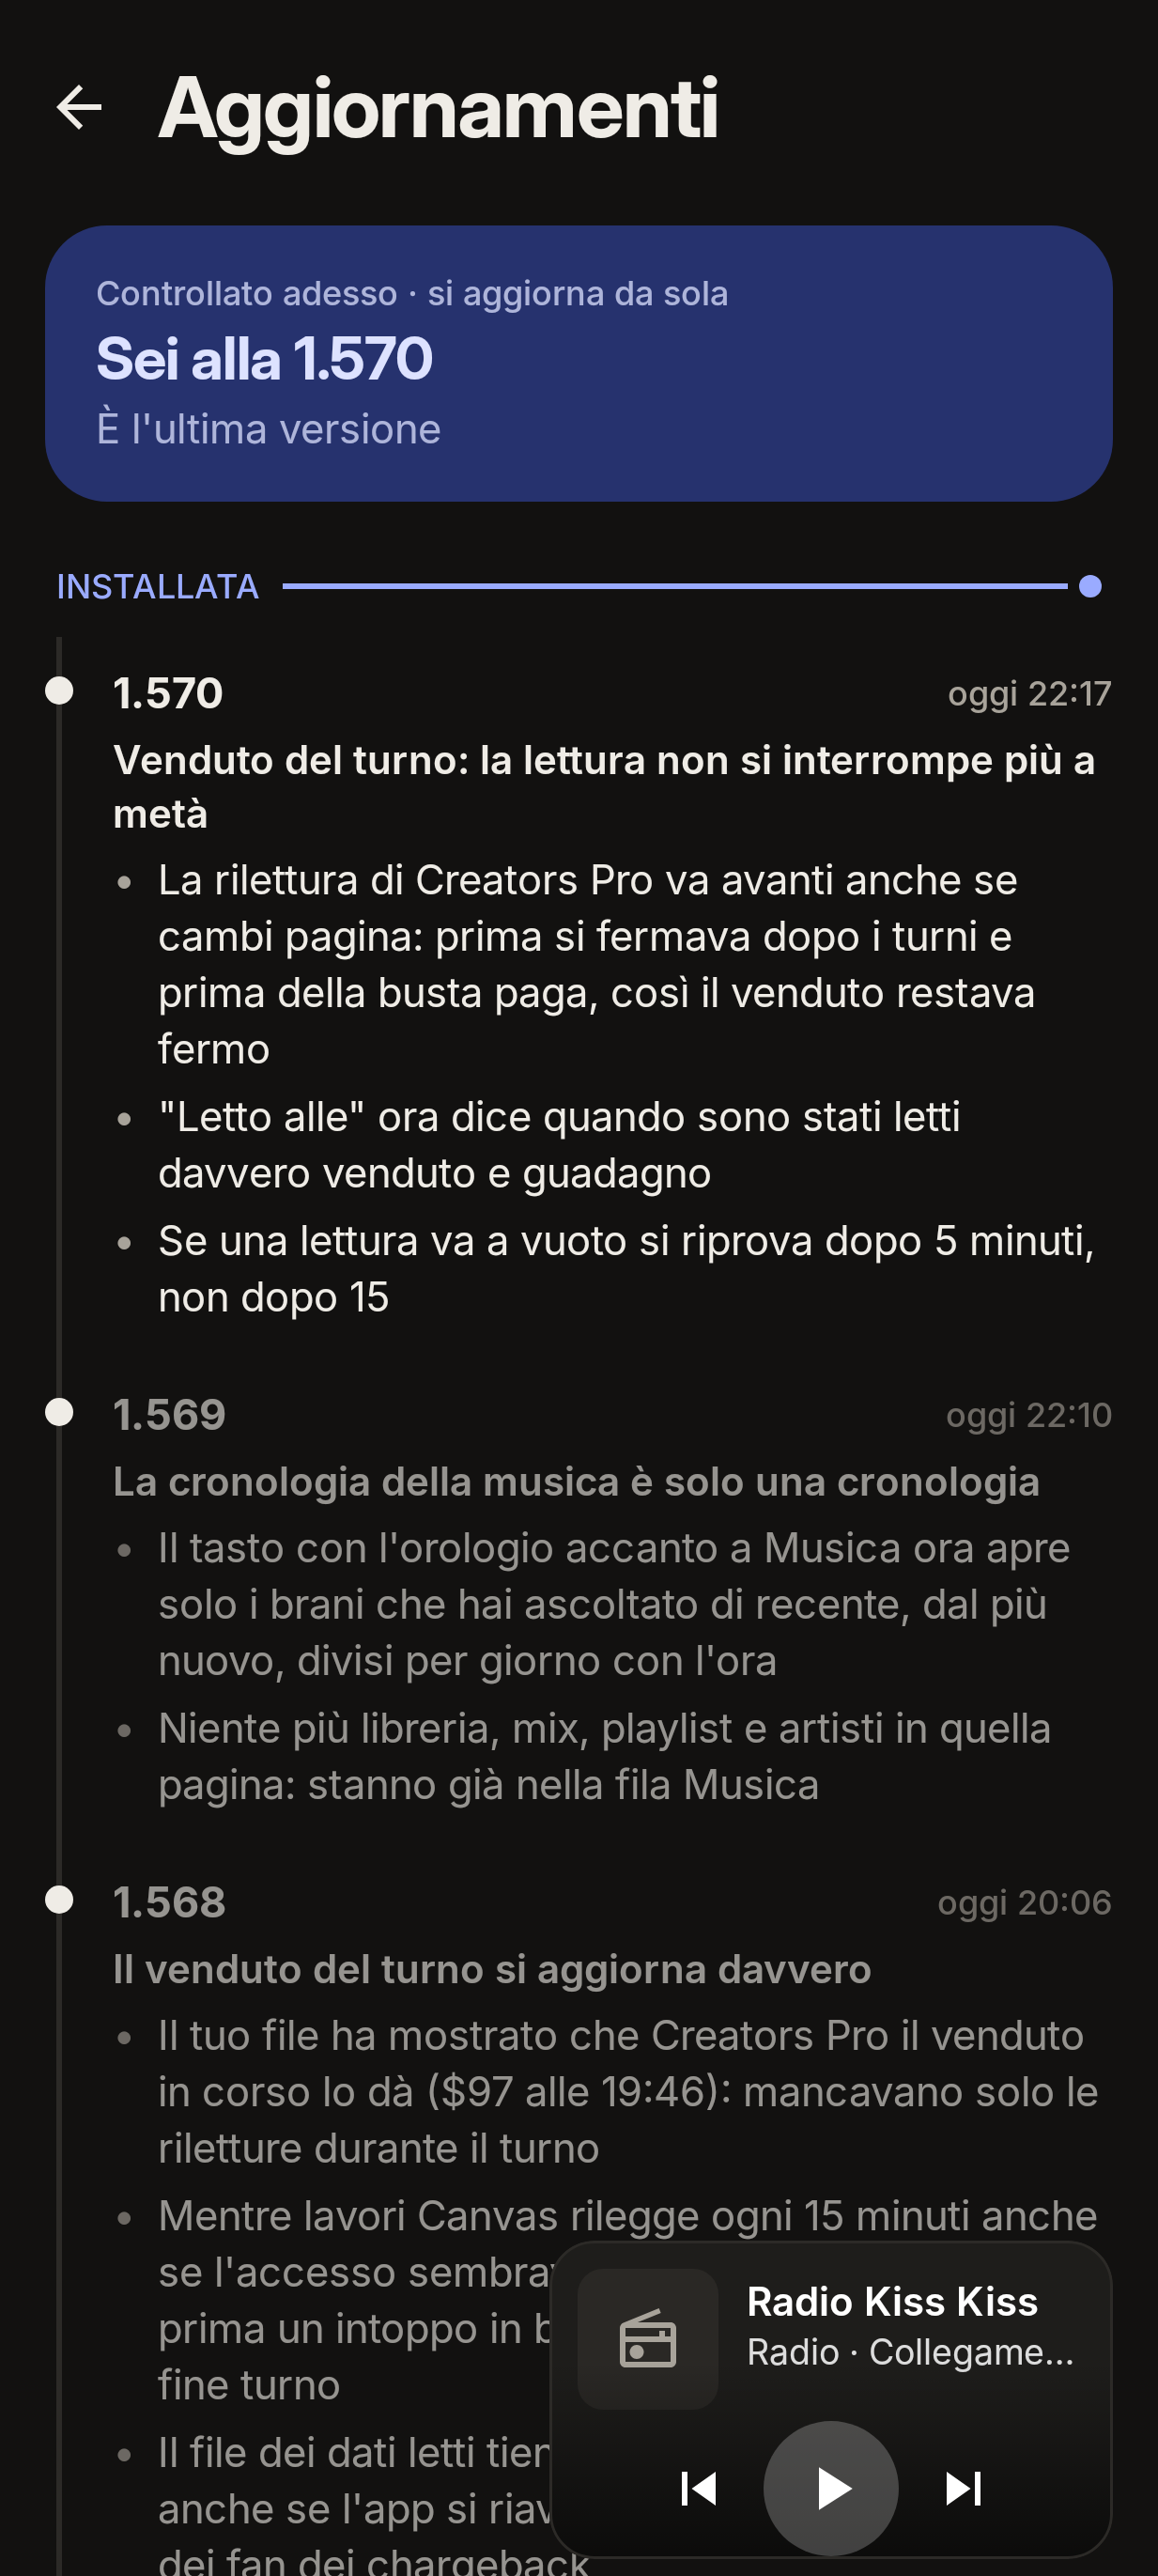 Aggiornamenti
Controllato adesso · si aggiorna da sola
Sei alla 1.570
È l'ultima versione
INSTALLATA
1.570
oggi 22:17
Venduto del turno: la lettura non si interrompe più a
metà
• La rilettura di Creators Pro va avanti anche se
cambi pagina: prima si fermava dopo i turni e
prima della busta paga, così il venduto restava
fermo
• "Letto alle" ora dice quando sono stati letti
davvero venduto e guadagno
• Se una lettura va a vuoto si riprova dopo 5 minuti,
non dopo 15
1.569
oggi 22:10
La cronologia della musica è solo una cronologia
• Il tasto con l'orologio accanto a Musica ora apre
solo i brani che hai ascoltato di recente, dal più
nuovo, divisi per giorno con l'ora
• Niente più libreria, mix, playlist e artisti in quella
pagina: stanno già nella fila Musica
1.568
oggi 20:06
Il venduto del turno si aggiorna davvero
• Il tuo file ha mostrato che Creators Pro il venduto
in corso lo dà ($97 alle 19:46): mancavano solo le
riletture durante il turno
• Mentre lavori Canvas rilegge ogni 15 minuti anche
se l'accesso
prima un intoppo in
fine turno
• Il file dei dati letti
anche se l'app si
dei fan dei chargeback
Radio Kiss Kiss
Radio · Collegame...